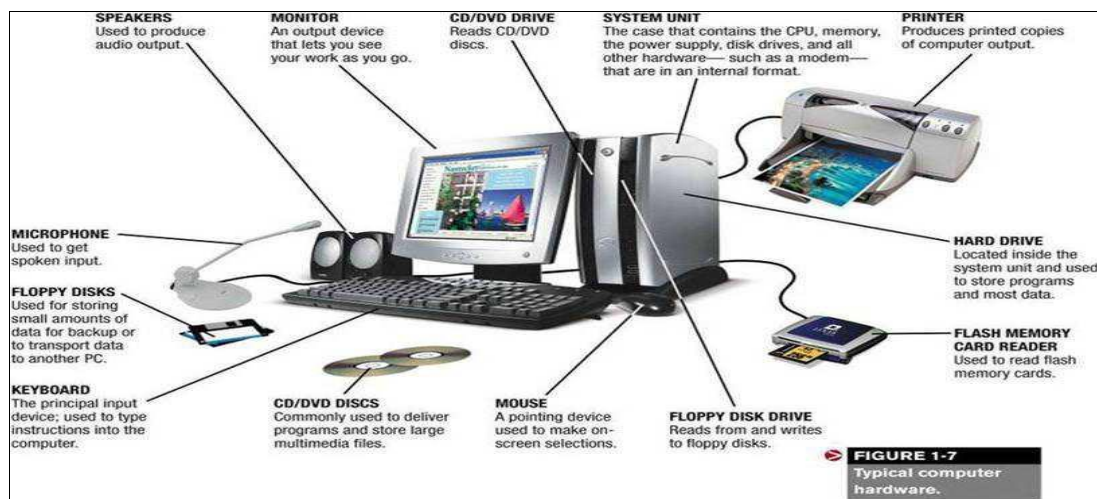 SPEAKERS
Used to produce
audio output.
MONITOR
An output device
that lets you see
your work as you go.
CD/DVD DRIVE
Reads CD/DVD
discs.
SYSTEM UNIT
The case that contains the CPU, memory,
the power supply, disk drives, and all
other hardware— such as a modem—
that are in an internal format.
PRINTER
Produces printed copies
of computer output.
MICROPHONE
Used to get
spoken input.
FLOPPY DISKS
Used for storing
small amounts of
data for backup or
to transport data
to another PC.
KEYBOARD
The principal input
device; used to type
instructions into the
computer.
CD/DVD DISCS
Commonly used to deliver
programs and store large
multimedia files.
MOUSE
A pointing device
used to make on-
screen selections.
FLOPPY DISK DRIVE
Reads from and writes
to floppy disks.
HARD DRIVE
Located inside the
system unit and used
to store programs
and most data.
FLASH MEMORY
CARD READER
Used to read flash
memory cards.
FIGURE 1-7
Typical computer
hardware.